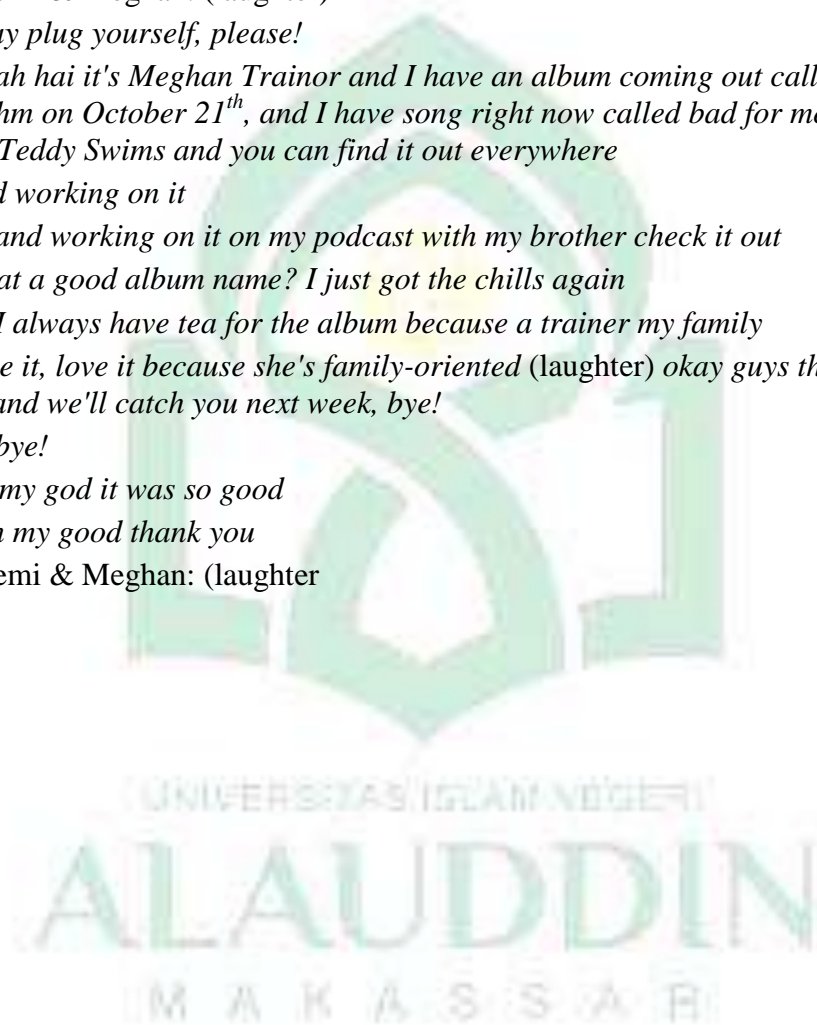 y plug yourself, please!
ah hai it's Meghan Trainor and I have an album coming out call
hm on October 21th, and I have song right now called bad for m
Teddy Swims and you can find it out everywhere
d working on it
and working on it on my podcast with my brother check it out
at a good album name? I just got the chills again
I always have tea for the album because a trainer my family
e it, love it because she's family-oriented (laughter) okay guys th
and we'll catch you next week, bye!
bye!
my god it was so good
n my good thank you
emi & Meghan: (laughter
UNIVERSITAS ISLAM NEGERI
ALAUDDIN
M A K A S S A R